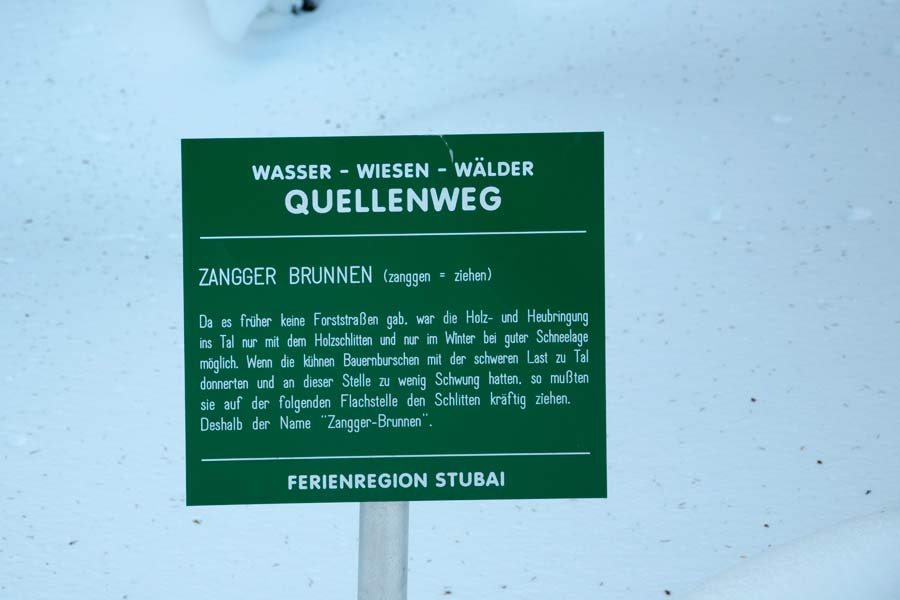 WASSER - WIESEN - WÄLDER
QUELLENWEG
ZANGGER BRUNNEN (zanggen = ziehen)
Da es früher keine Forststraßen gab, war die Holz- und Heubringung
ins Tal nur mit dem Holzschlitten und nur im Winter bei guter Schneelage
möglich. Wenn die kühnen Bauernburschen mit der schweren Last zu Tal
donnerten und an dieser Stelle zu wenig Schwung hatten, so mußten
sie auf der folgenden Flachstelle den Schlitten kräftig ziehen.
Deshalb der Name "Zangger-Brunnen".
FERIENREGION STUBAI